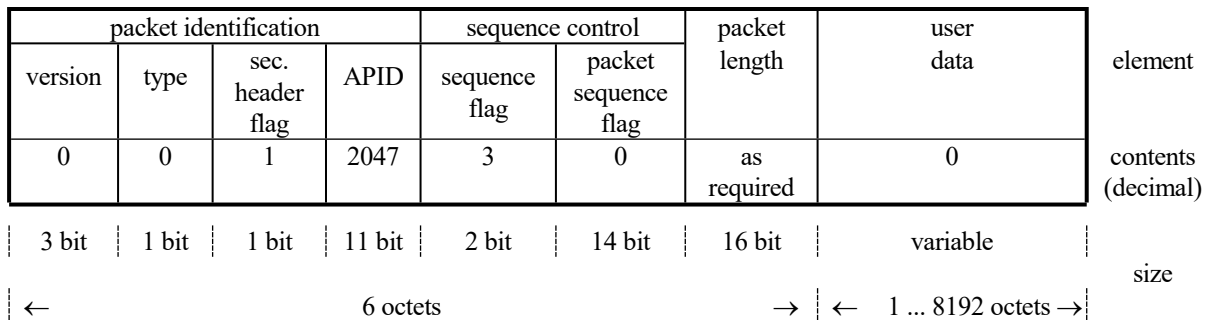 packet identification sequence control packet length user data element
version type sec. header flag APID sequence flag packet sequence flag
0 0 1 2047 3 0 as required 0 contents (decimal)
3 bit 1 bit 1 bit 11 bit 2 bit 14 bit 16 bit variable
size
← 6 octets → ← 1 ... 8192 octets →